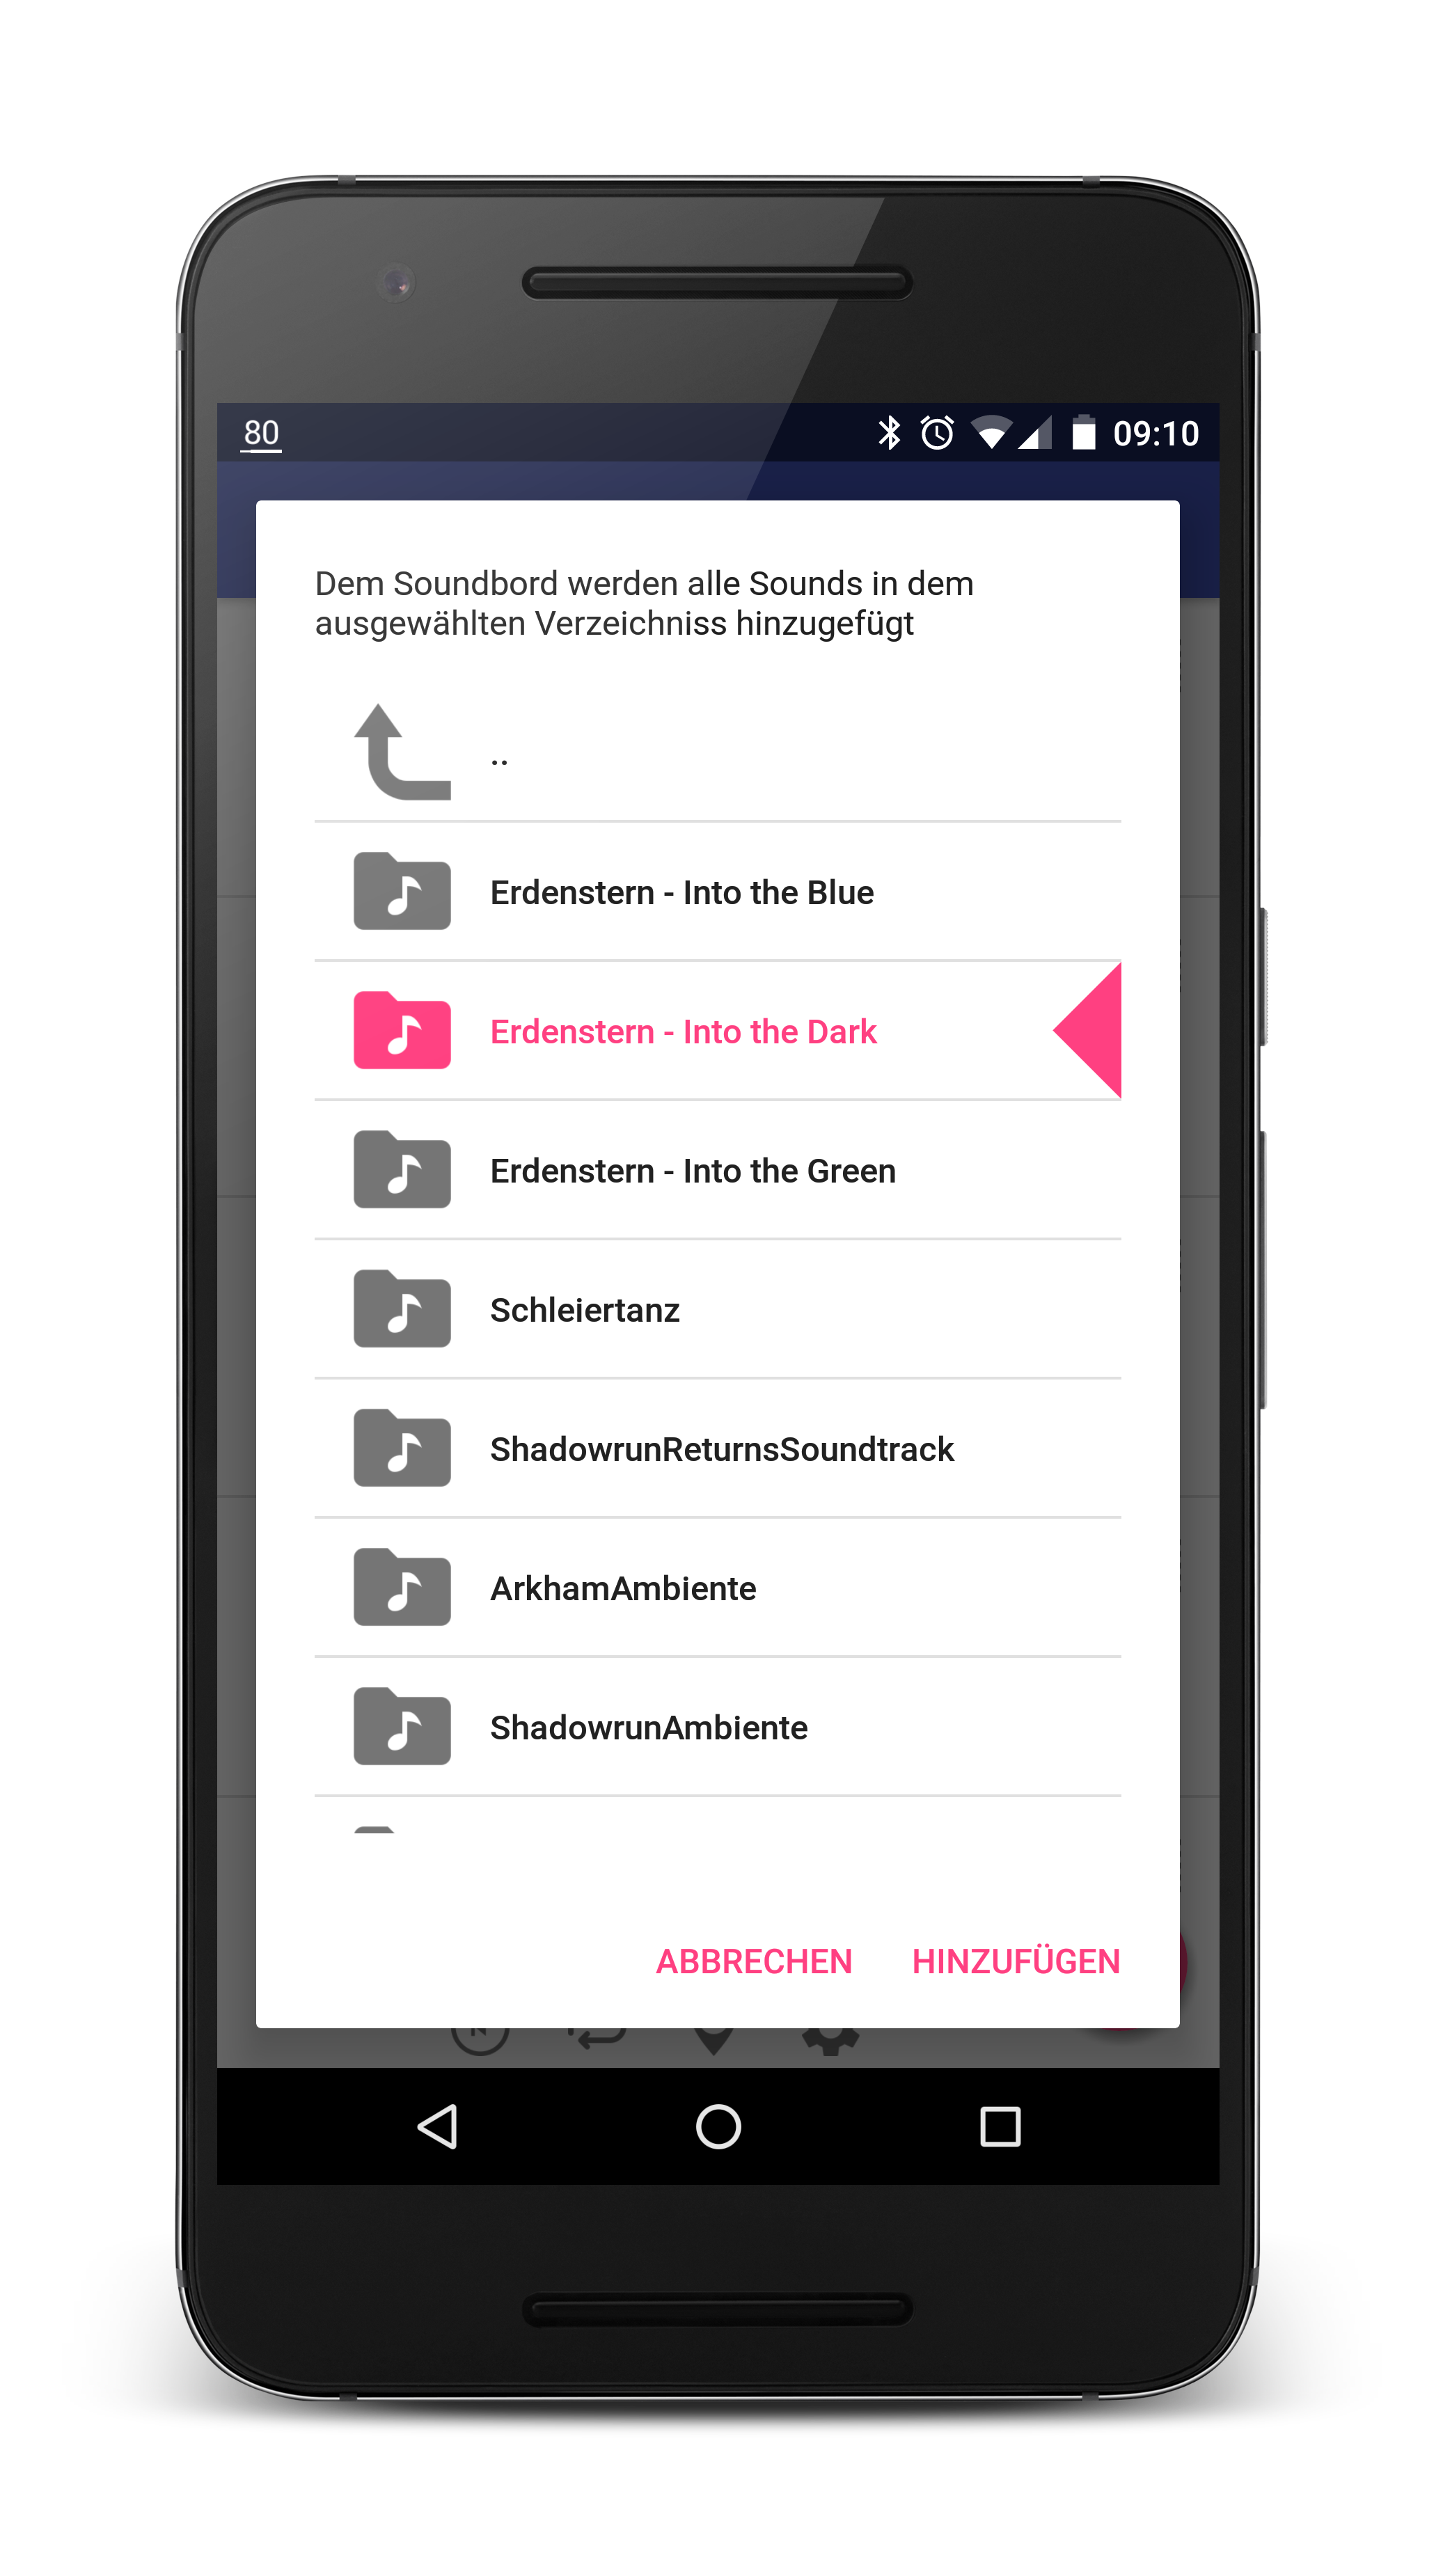 80
09:10
Dem Soundbord werden alle Sounds in dem
ausgewählten Verzeichniss hinzugefügt
..
Erdenstern - Into the Blue
Erdenstern - Into the Dark
Erdenstern - Into the Green
Schleiertanz
ShadowrunReturnsSoundtrack
ArkhamAmbiente
ShadowrunAmbiente
ABBRECHEN HINZUFÜGEN